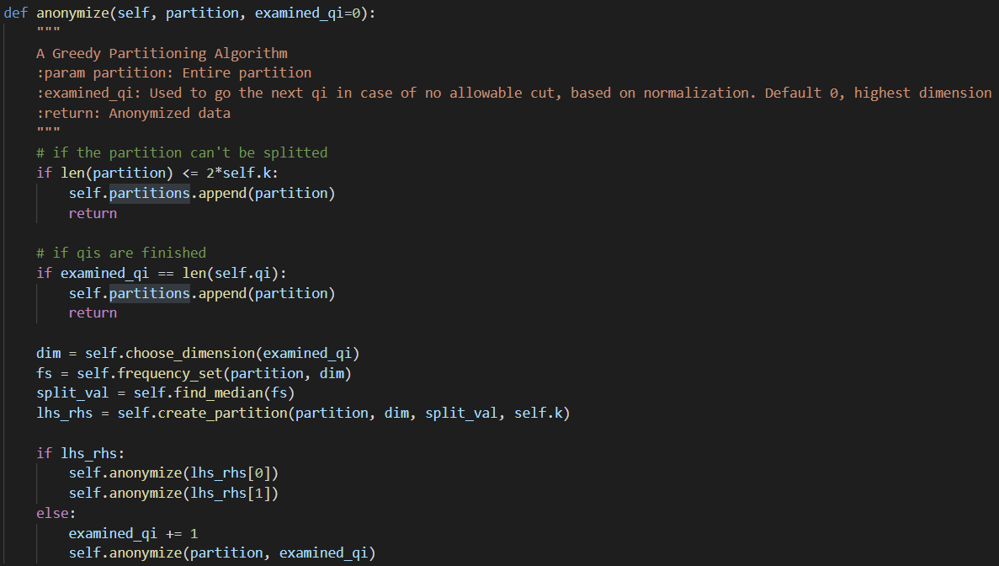 def anonymize(self, partition, examined_qi=0):
    """
    A Greedy Partitioning Algorithm
    :param partition: Entire partition
    :examined_qi: Used to go the next qi in case of no allowable cut, based on normalization. Default 0, highest dimension
    :return: Anonymized data
    """
    # if the partition can't be splitted
    if len(partition) <= 2*self.k:
        self.partitions.append(partition)
        return

    # if qis are finished
    if examined_qi == len(self.qi):
        self.partitions.append(partition)
        return

    dim = self.choose_dimension(examined_qi)
    fs = self.frequency_set(partition, dim)
    split_val = self.find_median(fs)
    lhs_rhs = self.create_partition(partition, dim, split_val, self.k)

    if lhs_rhs:
        self.anonymize(lhs_rhs[0])
        self.anonymize(lhs_rhs[1])
    else:
        examined_qi += 1
        self.anonymize(partition, examined_qi)